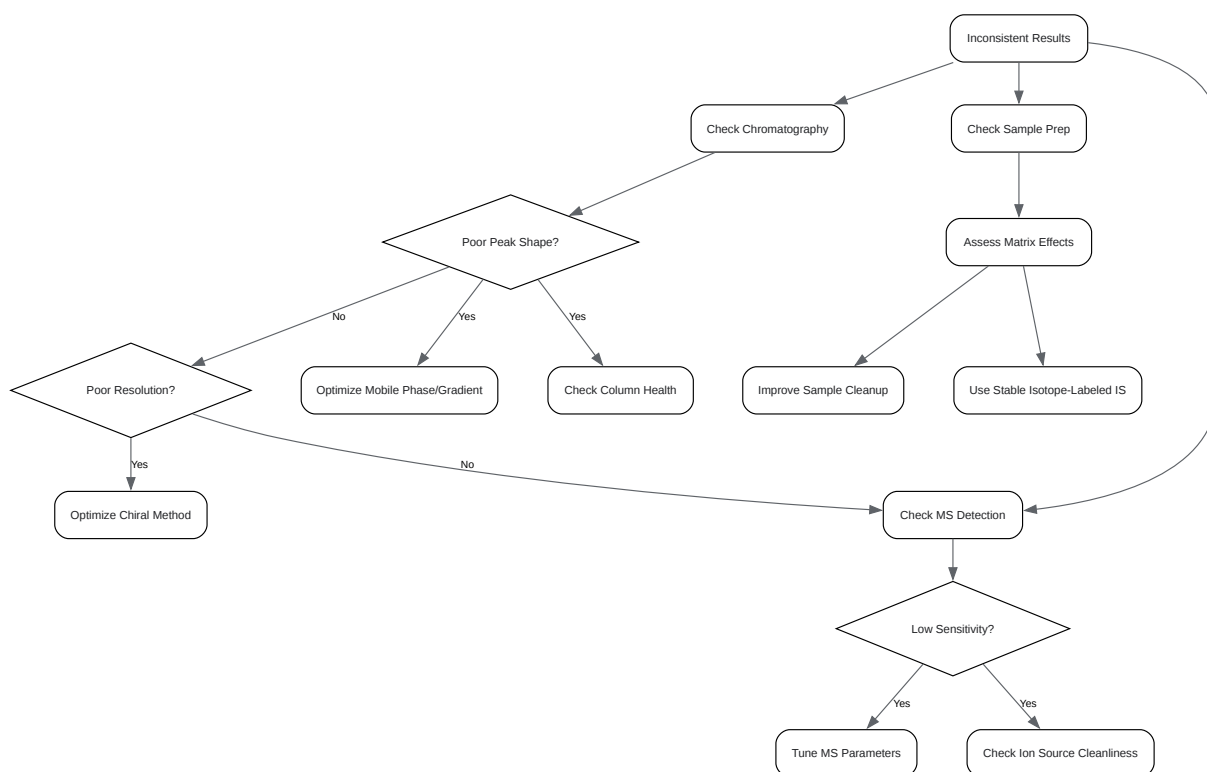 Inconsistent Results
Check Chromatography
Check Sample Prep
Poor Peak Shape?
Assess Matrix Effects
No
Yes
Yes
Poor Resolution?
Optimize Mobile Phase/Gradient
Check Column Health
Improve Sample Cleanup
Use Stable Isotope-Labeled IS
Yes
No
Optimize Chiral Method
Check MS Detection
Low Sensitivity?
Yes
Yes
Tune MS Parameters
Check Ion Source Cleanliness